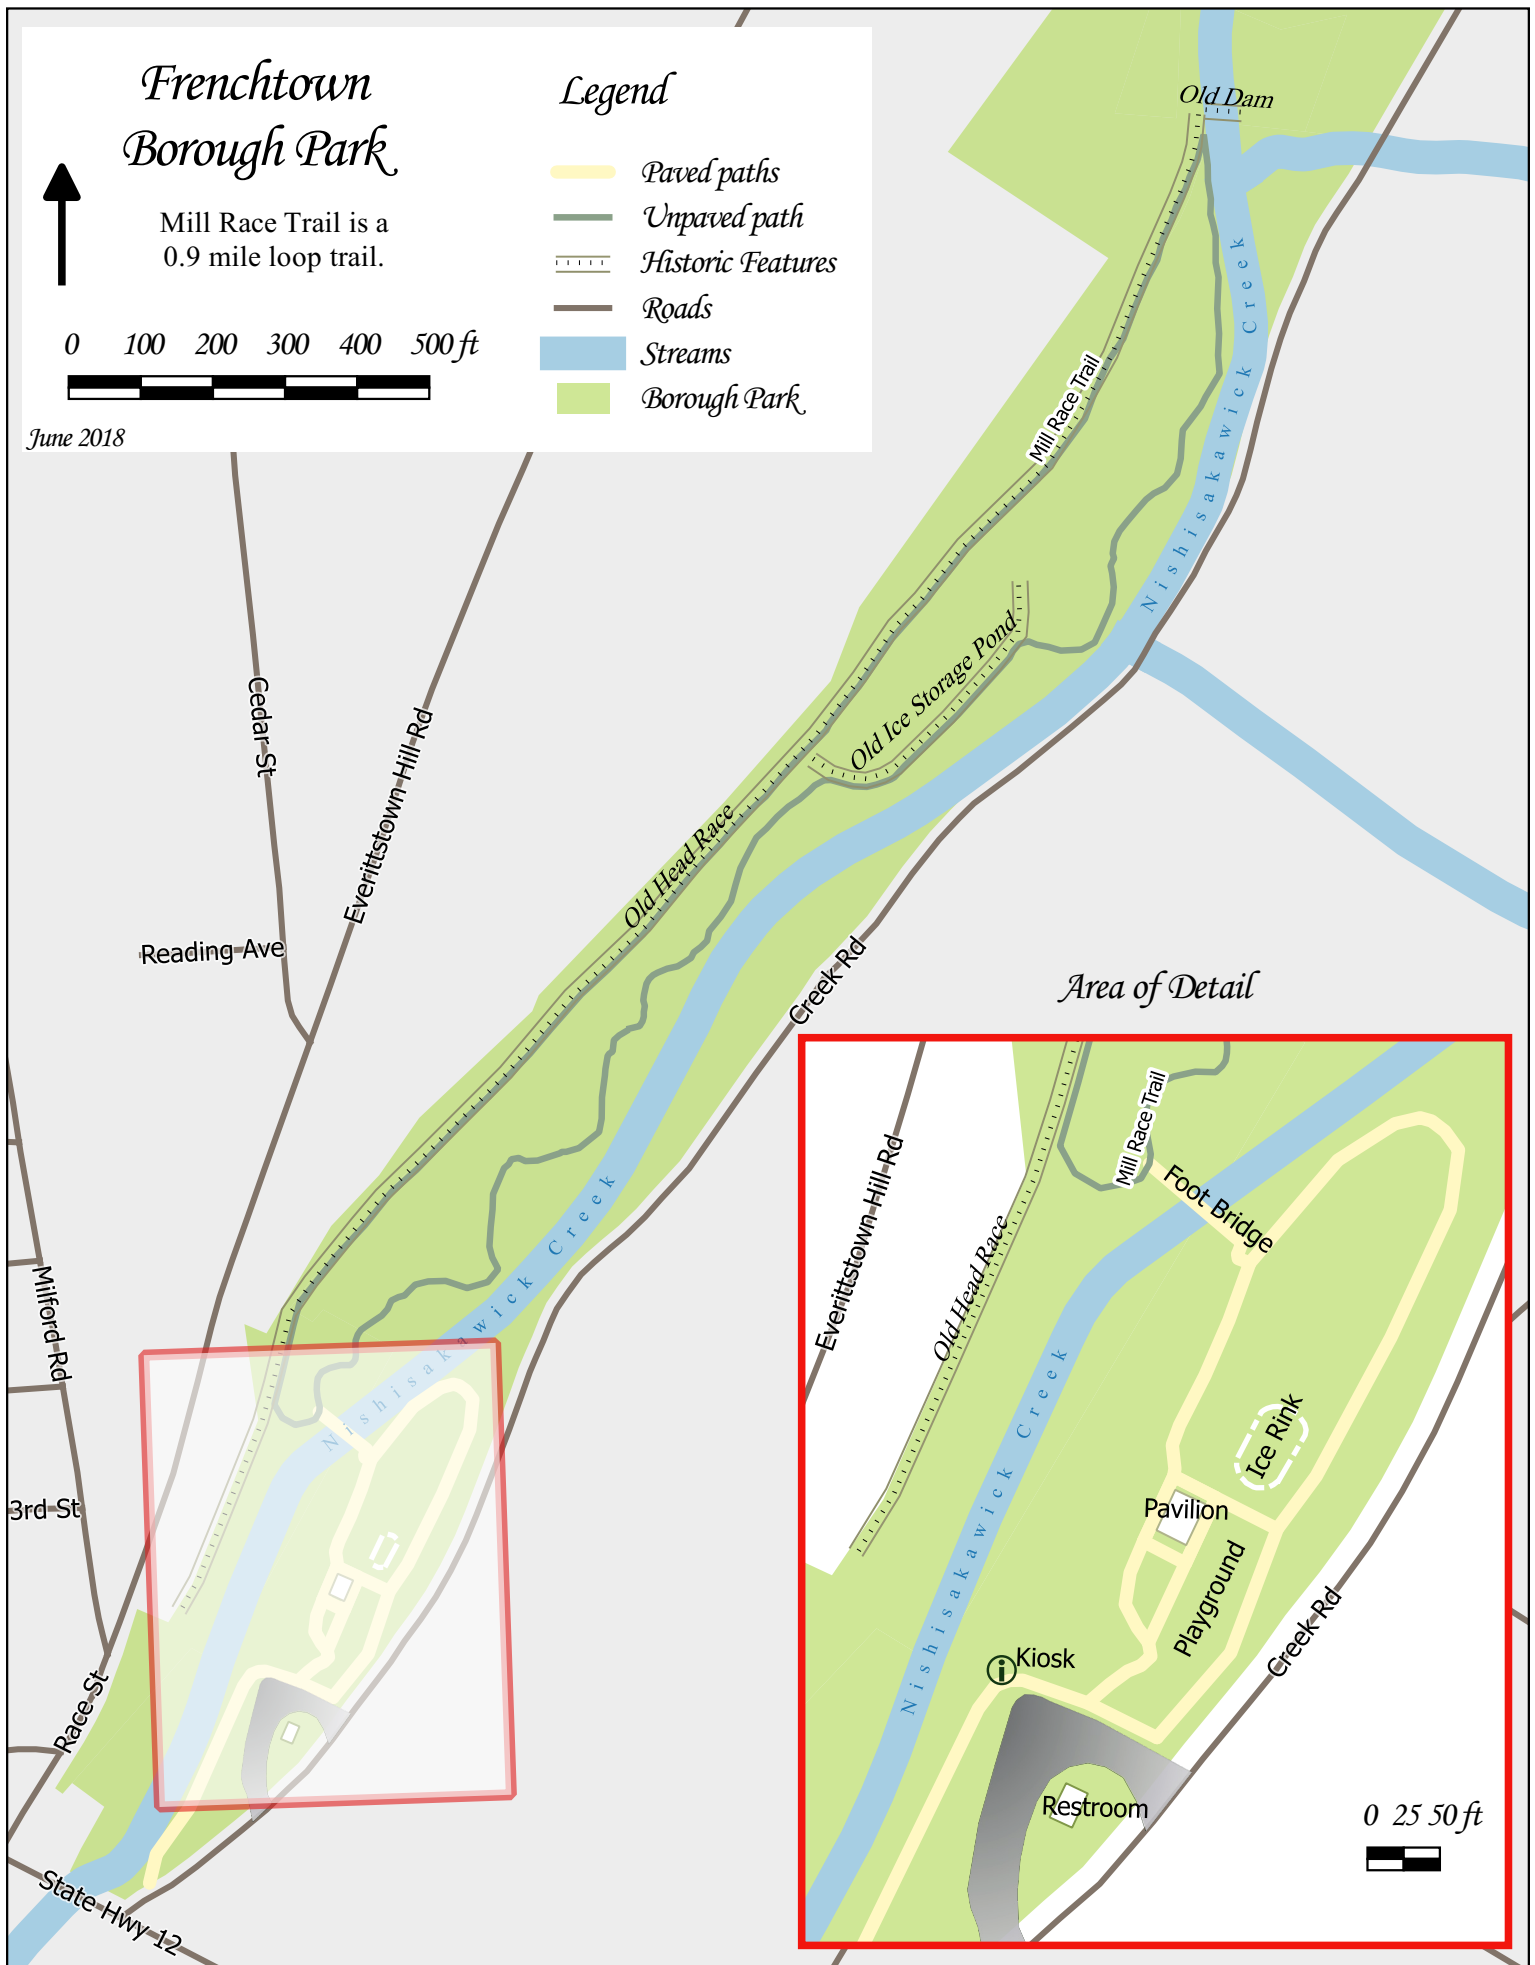 Frenchtown
Borough Park
Mill Race Trail is a
0.9 mile loop trail.
0 100 200 300 400 500 ft
June 2018
Legend
Paved paths
Unpaved path
Historic Features
Roads
Streams
Borough Park
Old Dam
Nishisakawick Creek
Mill Race Trail
Old Ice Storage Pond
Old Head Race
Cedar St
Everittstown Hill Rd
Reading Ave
Creek Rd
Milford Rd
3rd St
Nishisakawick Creek
Race St
State Hwy 12
Area of Detail
Mill Race Trail
Foot Bridge
Everittstown Hill Rd
Old Head Race
Nishisakawick Creek
Ice Rink
Pavilion
Playground
Creek Rd
i Kiosk
Restroom
0 25 50 ft